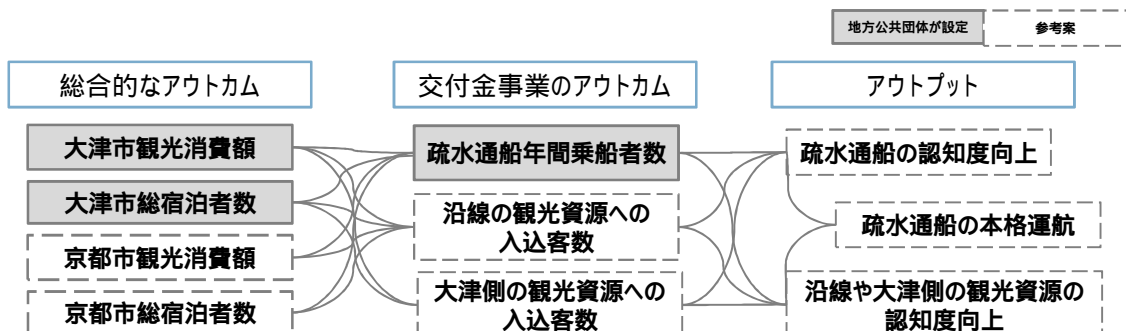 地方公共団体が設定
参考案
総合的なアウトカム
交付金事業のアウトカム
アウトプット
大津市観光消費額
大津市総宿泊者数
京都市観光消費額
京都市総宿泊者数
疏水通船年間乗船者数
沿線の観光資源への
入込客数
大津側の観光資源への
入込客数
疏水通船の認知度向上
疏水通船の本格運航
沿線や大津側の観光資源の
認知度向上